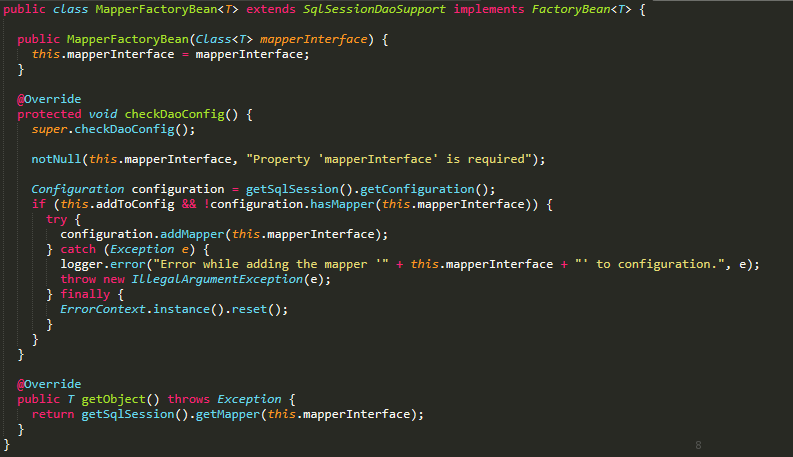 public class MapperFactoryBean<T> extends SqlSessionDaoSupport implements FactoryBean<T> {

  public MapperFactoryBean(Class<T> mapperInterface) {
    this.mapperInterface = mapperInterface;
  }

  @Override
  protected void checkDaoConfig() {
    super.checkDaoConfig();

    notNull(this.mapperInterface, "Property 'mapperInterface' is required");

    Configuration configuration = getSqlSession().getConfiguration();
    if (this.addToConfig && !configuration.hasMapper(this.mapperInterface)) {
      try {
        configuration.addMapper(this.mapperInterface);
      } catch (Exception e) {
        logger.error("Error while adding the mapper '" + this.mapperInterface + "' to configuration.", e);
        throw new IllegalArgumentException(e);
      } finally {
        ErrorContext.instance().reset();
      }
    }
  }

  @Override
  public T getObject() throws Exception {
    return getSqlSession().getMapper(this.mapperInterface);
  }
}
8